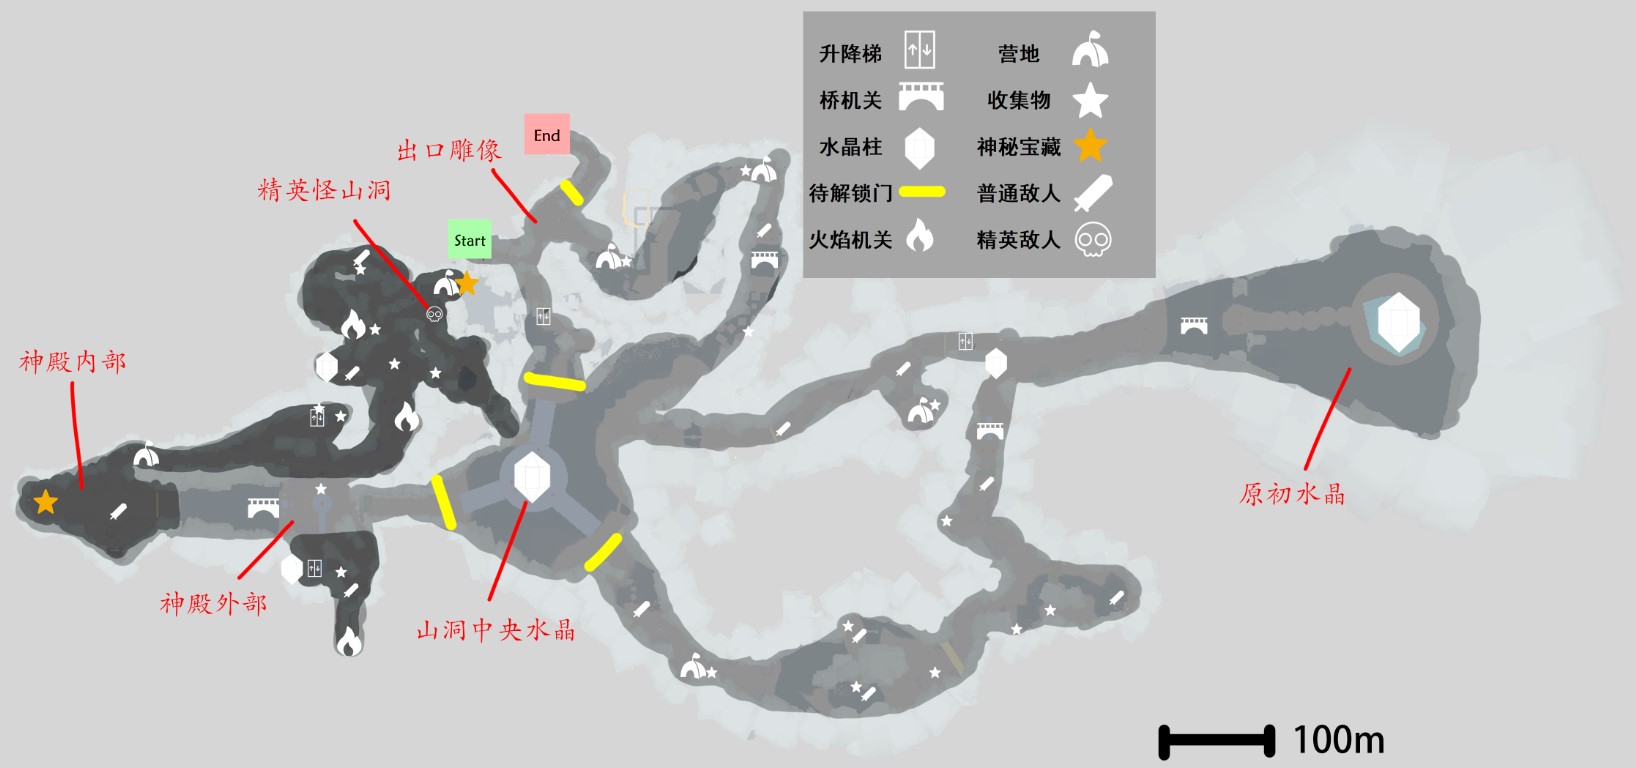 升降梯
营地
桥机关
收集物
水晶柱
神秘宝藏
待解锁门
普通敌人
火焰机关
精英敌人
End
出口雕像
精英怪山洞
Start
神殿内部
原初水晶
神殿外部
山洞中央水晶
100m